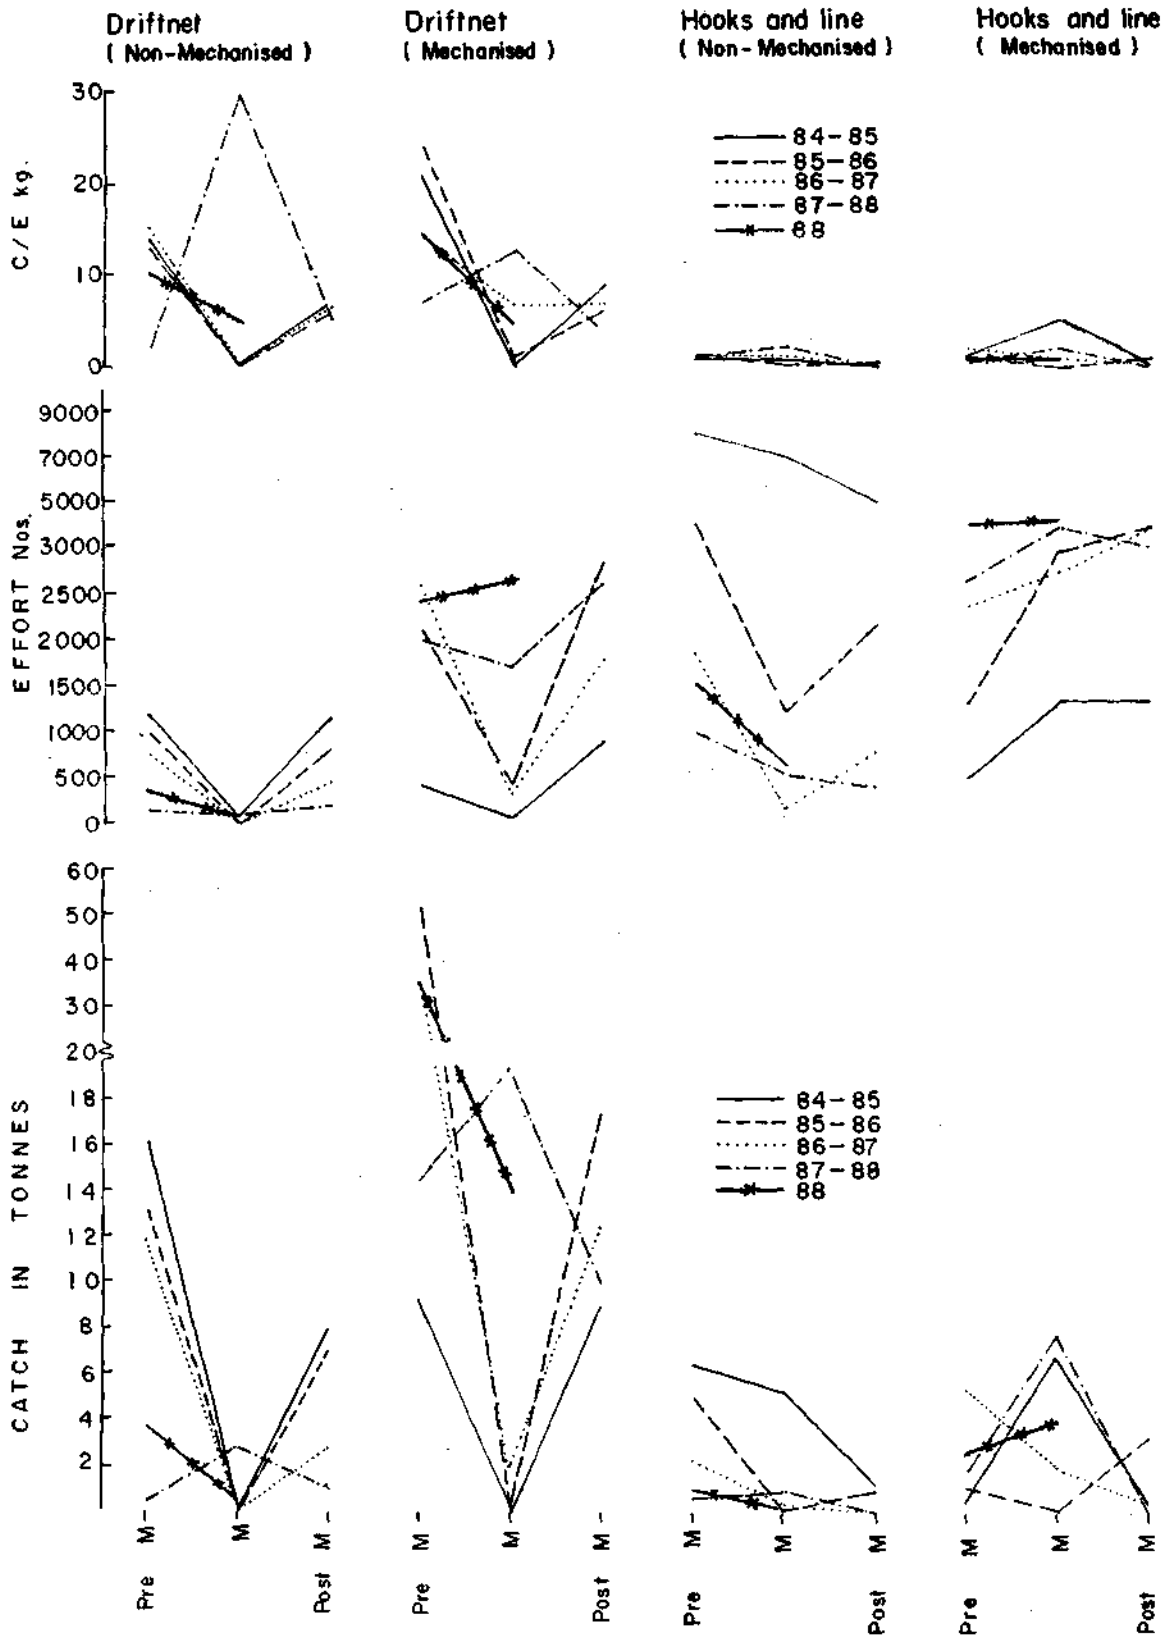 Driftnet
( Non-Mechanised )
Driftnet
( Mechanised )
Hooks and line
( Non-Mechanised )
Hooks and line
( Mechanised )
C/E kg.
30
20
10
0
84-85
85-86
86-87
87-88
88
EFFORT Nos.
9000
7000
5000
3000
2500
2000
1500
1000
500
0
CATCH IN TONNES
60
50
40
30
20
18
16
14
12
10
8
6
4
2
84-85
85-86
86-87
87-88
88
Pre M
M
Post M
Pre M
M
Post M
Pre M
M
Post M
Pre M
M
Post M